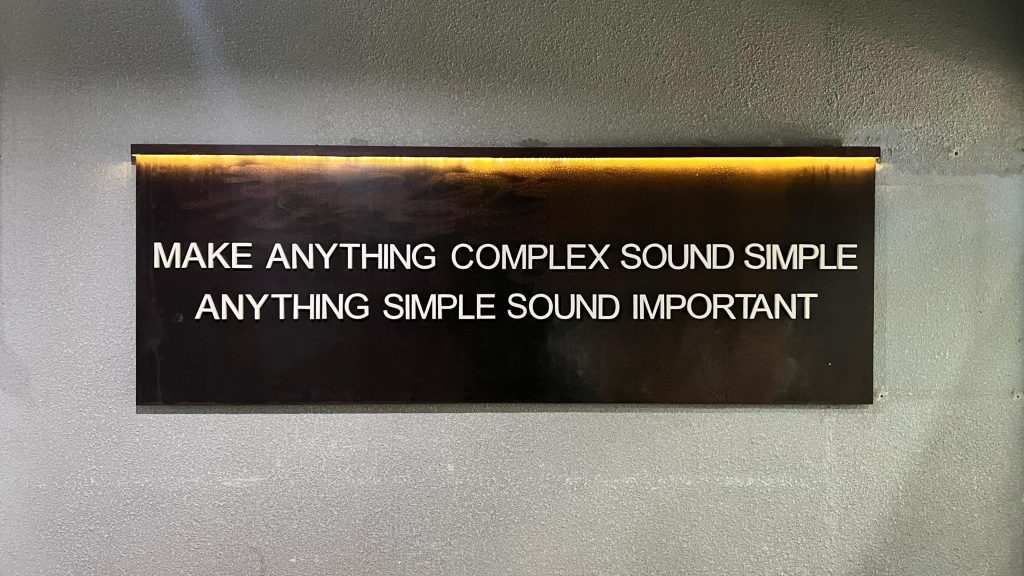 MAKE ANYTHING COMPLEX SOUND SIMPLE
ANYTHING SIMPLE SOUND IMPORTANT